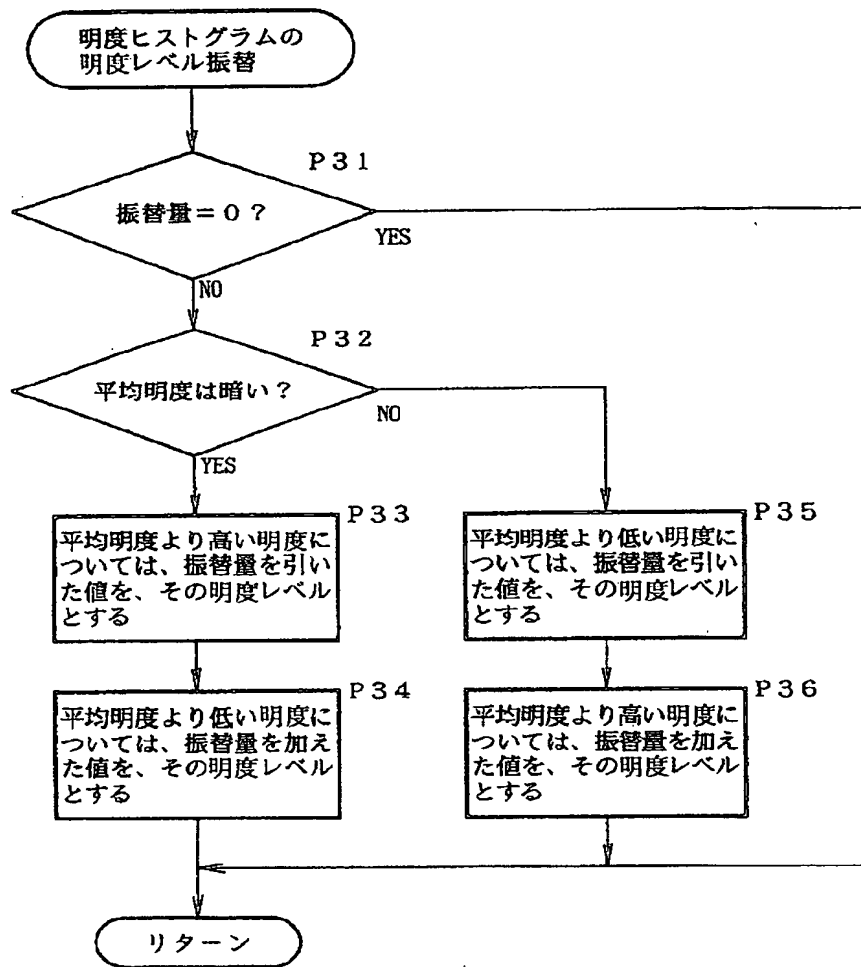 明度ヒストグラムの
明度レベル振替
P31
振替量=0?
YES
NO
P32
平均明度は暗い?
NO
YES
P33
平均明度より高い明度に
ついては、振替量を引い
た値を、その明度レベル
とする
P34
平均明度より低い明度に
ついては、振替量を加え
た値を、その明度レベル
とする
P35
平均明度より低い明度に
ついては、振替量を引い
た値を、その明度レベル
とする
P36
平均明度より高い明度に
ついては、振替量を加え
た値を、その明度レベル
とする
リターン